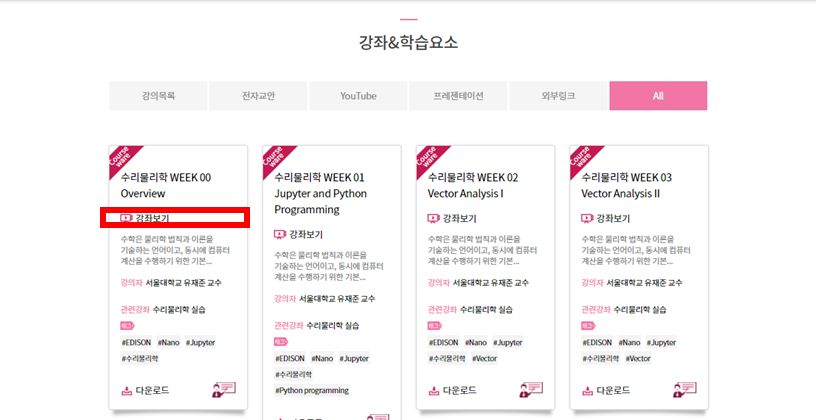 강좌&학습요소
강의목록
전자교안
YouTube
프레젠테이션
외부링크
All
Course
ware
수리물리학 WEEK 00
Overview
강좌보기
수학은 물리학 법칙과 이론을
기술하는 언어이고, 동시에 컴퓨터
계산을 수행하기 위한 기본...
강의자 서울대학교 유재준 교수
관련강좌 수리물리학 실습
태그
#EDISON #Nano #Jupyter
#수리물리학
다운로드
Course
ware
수리물리학 WEEK 01
Jupyter and Python
Programming
강좌보기
수학은 물리학 법칙과 이론을
기술하는 언어이고, 동시에 컴퓨터
계산을 수행하기 위한 기본...
강의자 서울대학교 유재준 교수
관련강좌 수리물리학 실습
태그
#EDISON #Nano #Jupyter
#수리물리학
#Python programming
Course
ware
수리물리학 WEEK 02
Vector Analysis I
강좌보기
수학은 물리학 법칙과 이론을
기술하는 언어이고, 동시에 컴퓨터
계산을 수행하기 위한 기본...
강의자 서울대학교 유재준 교수
관련강좌 수리물리학 실습
태그
#EDISON #Nano #Jupyter
#수리물리학 #Vector
다운로드
Course
ware
수리물리학 WEEK 03
Vector Analysis II
강좌보기
수학은 물리학 법칙과 이론을
기술하는 언어이고, 동시에 컴퓨터
계산을 수행하기 위한 기본...
강의자 서울대학교 유재준 교수
관련강좌 수리물리학 실습
태그
#EDISON #Nano #Jupyter
#수리물리학 #Vector
다운로드